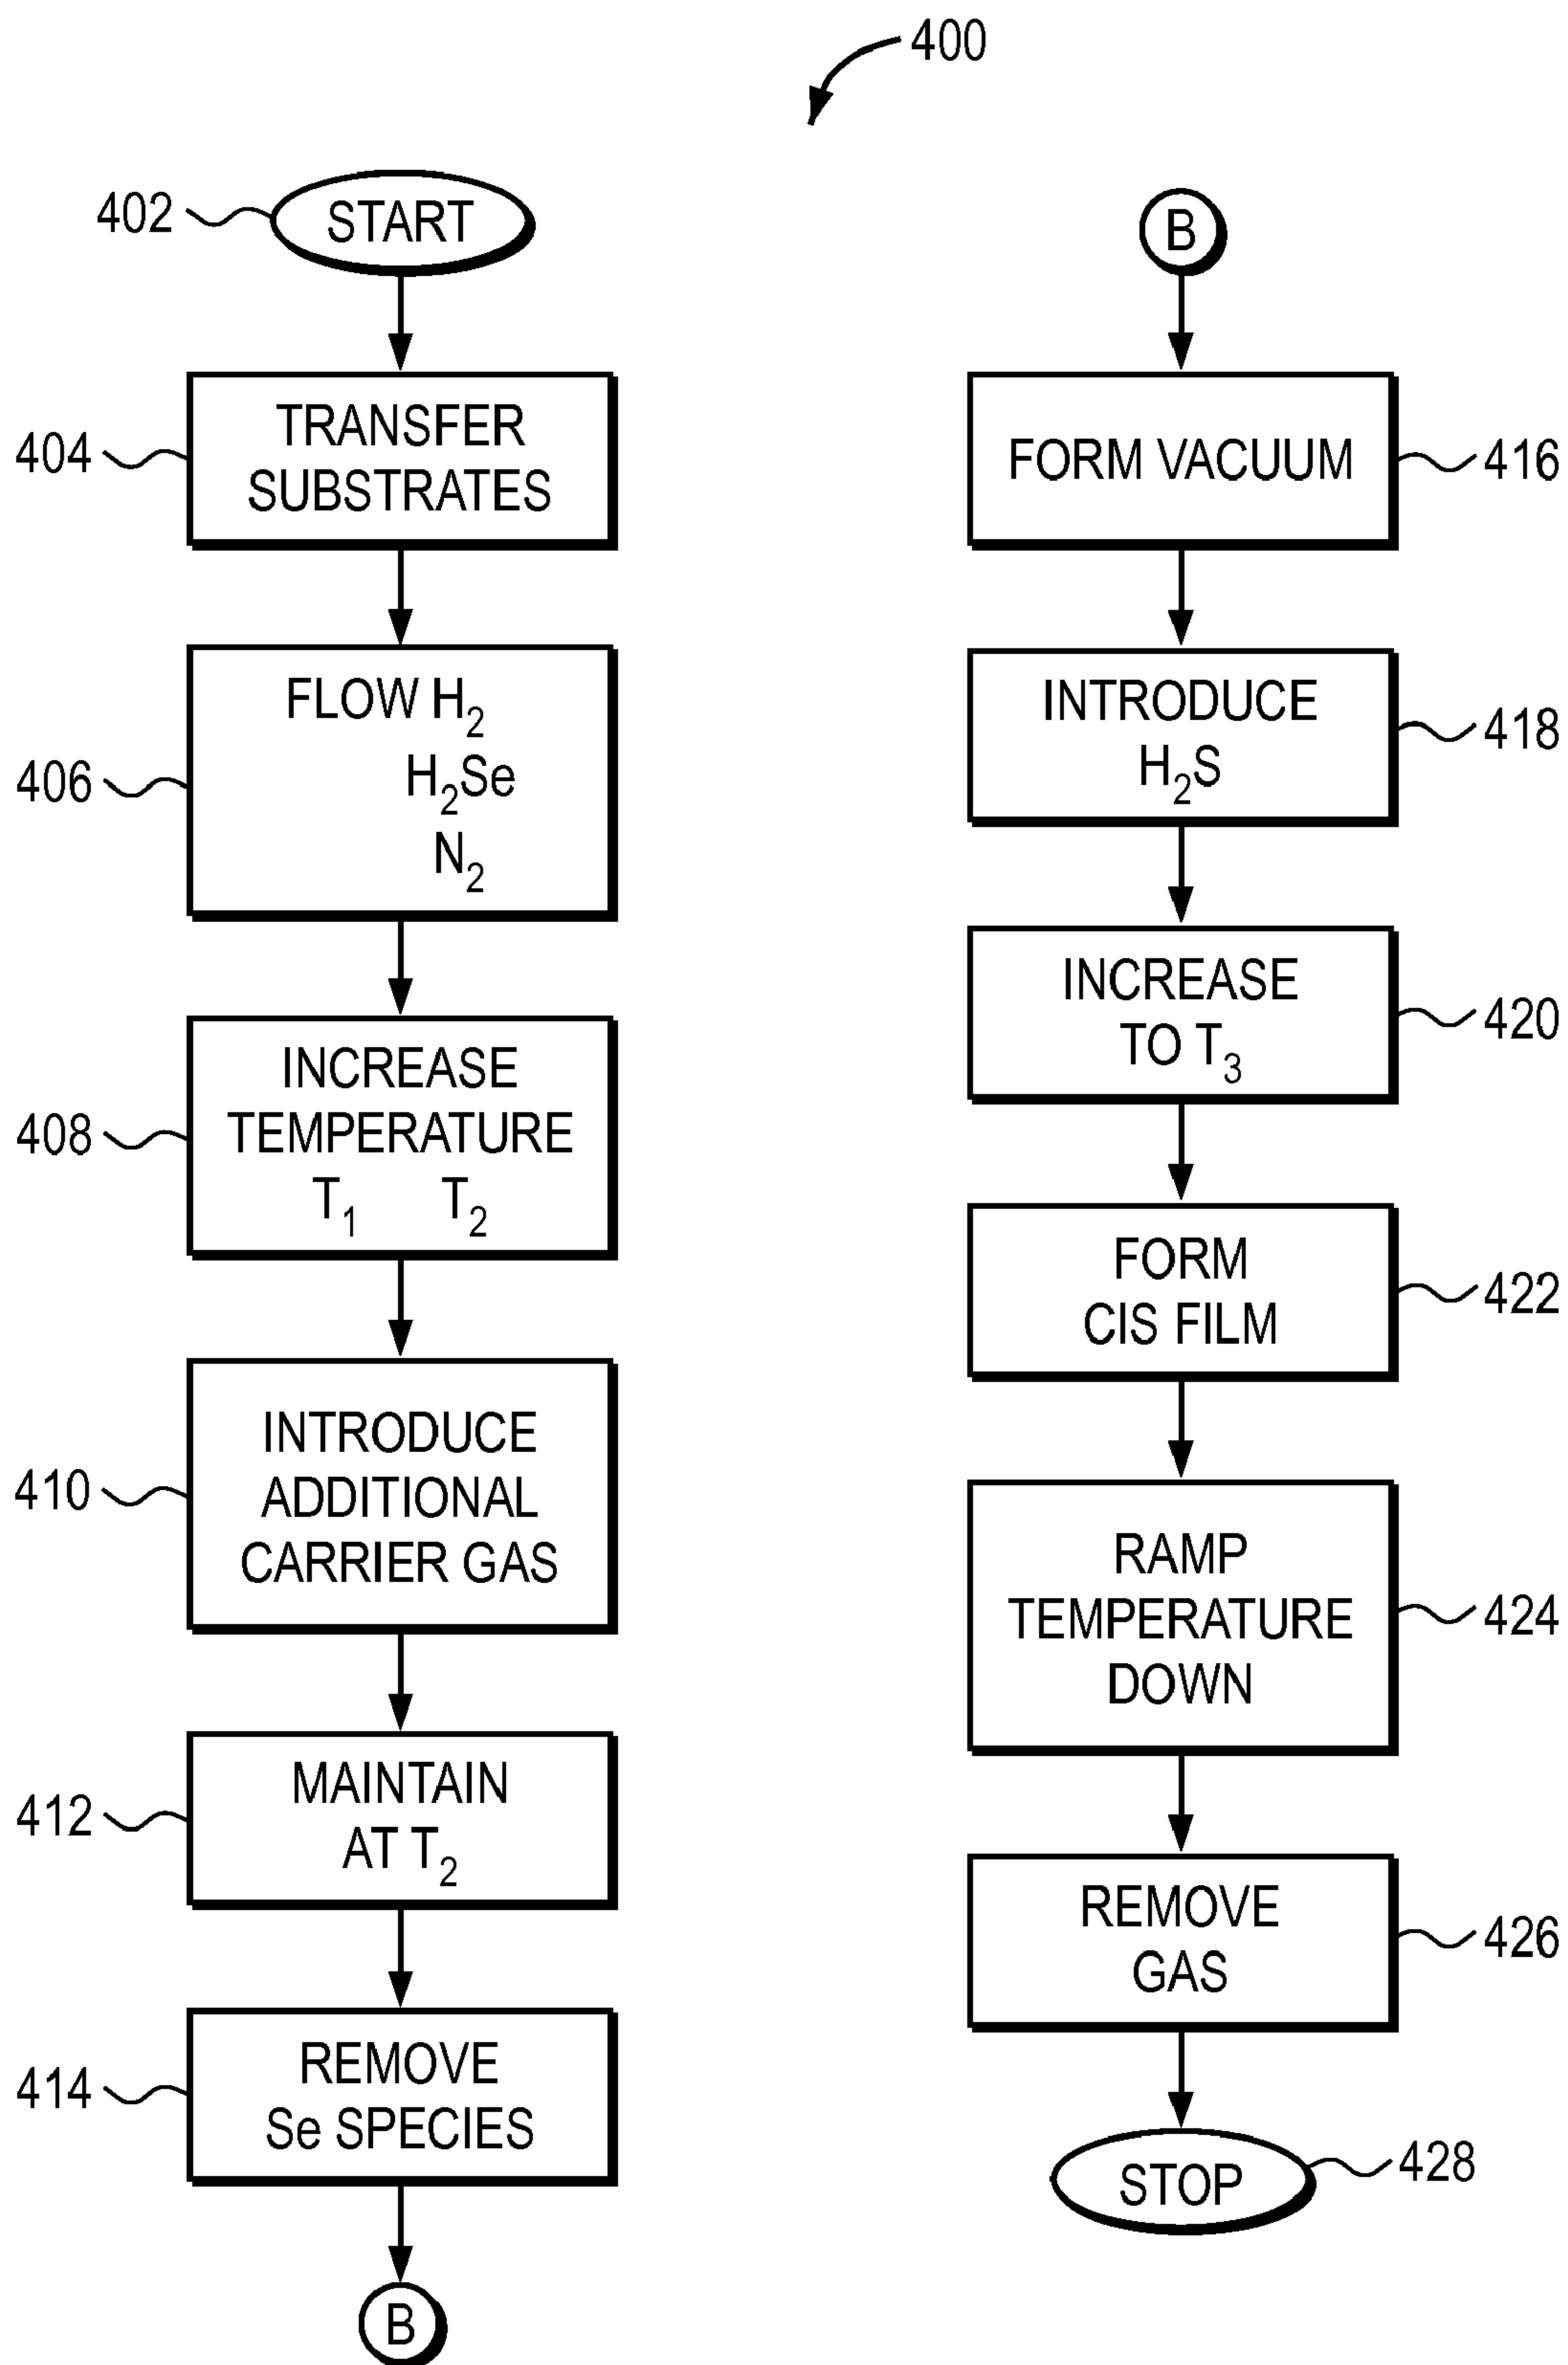 400
402
START
404
TRANSFER
SUBSTRATES
406
FLOW H₂
H₂Se
N₂
408
INCREASE
TEMPERATURE
T₁ T₂
410
INTRODUCE
ADDITIONAL
CARRIER GAS
412
MAINTAIN
AT T₂
414
REMOVE
Se SPECIES
B
B
FORM VACUUM
416
INTRODUCE
H₂S
418
INCREASE
TO T₃
420
FORM
CIS FILM
422
RAMP
TEMPERATURE
DOWN
424
REMOVE
GAS
426
STOP
428